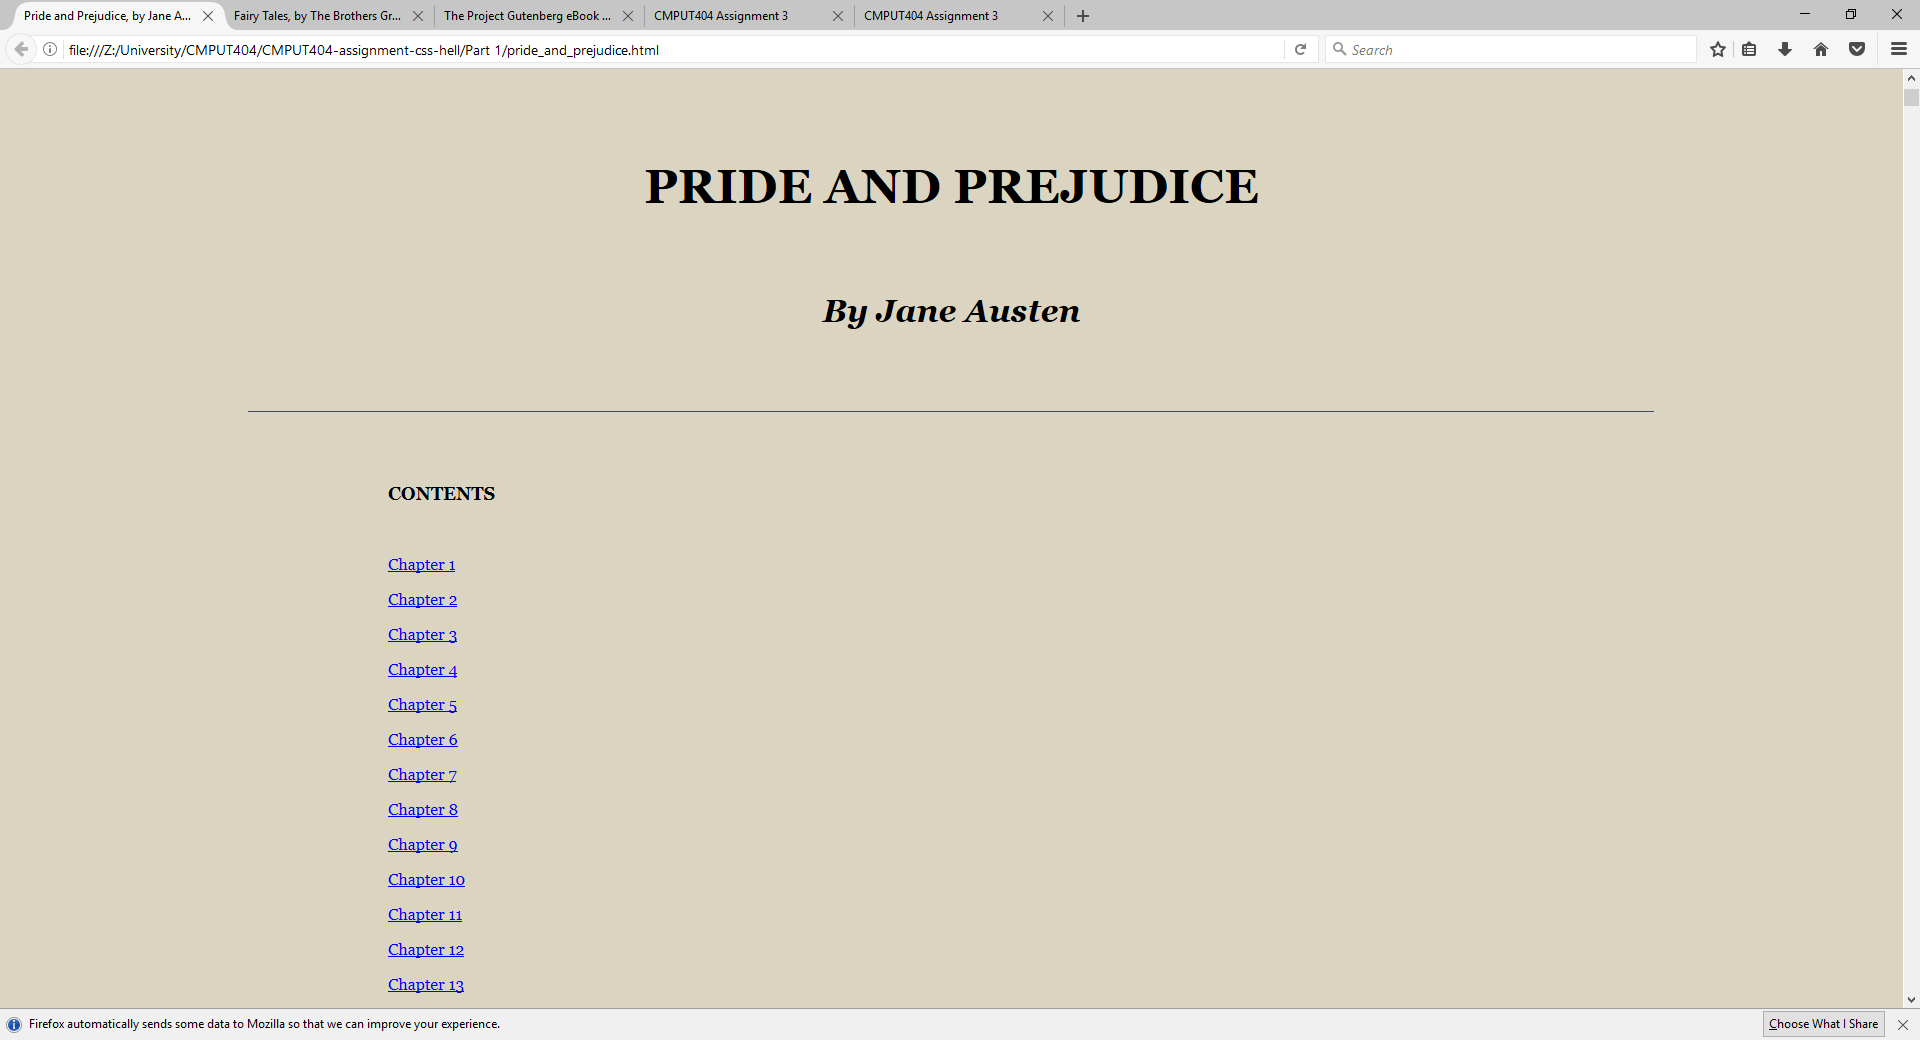 Pride and Prejudice, by Jane A...
Fairy Tales, by The Brothers Gr...
The Project Gutenberg eBook ...
CMPUT404 Assignment 3
CMPUT404 Assignment 3
file:///Z:/University/CMPUT404/CMPUT404-assignment-css-hell/Part 1/pride_and_prejudice.html
Search
PRIDE AND PREJUDICE
By Jane Austen
CONTENTS
Chapter 1
Chapter 2
Chapter 3
Chapter 4
Chapter 5
Chapter 6
Chapter 7
Chapter 8
Chapter 9
Chapter 10
Chapter 11
Chapter 12
Chapter 13
Firefox automatically sends some data to Mozilla so that we can improve your experience.
Choose What I Share